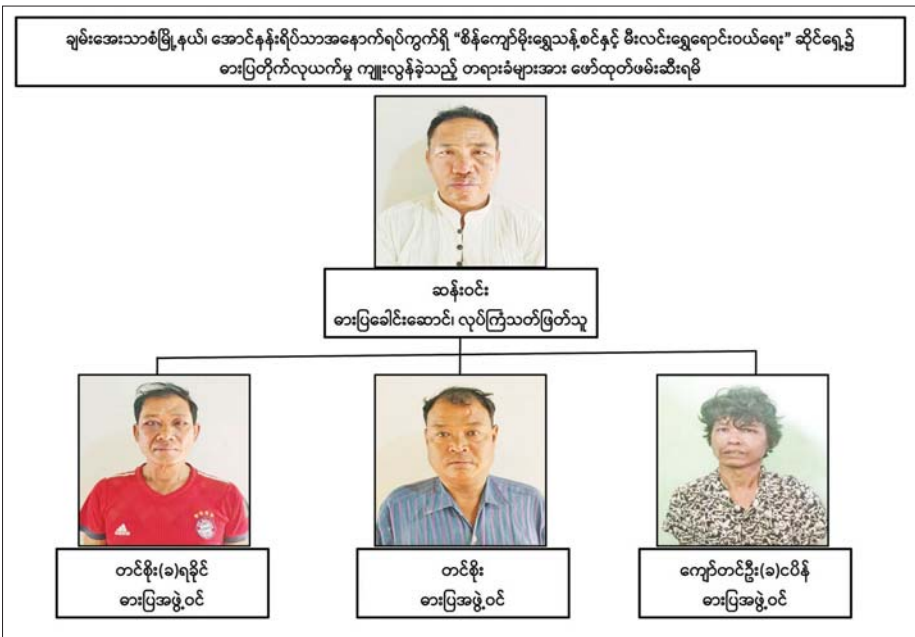 ချမ်းအေးသာစံမြို့နယ်၊ အောင်နန်းရိပ်သာအနောက်ရပ်ကွက်ရှိ “စိန်ကျော်မိုးရွှေသန့်စင်နှင့် မီးလင်းရွှေရောင်းဝယ်ရေး” ဆိုင်ရှေ့၌
ဓားပြတိုက်လုယက်မှု ကျူးလွန်ခဲ့သည့် တရားခံများအား ဖော်ထုတ်ဖမ်းဆီးရမိ
ဆန်းဝင်း
ဓားပြခေါင်းဆောင်၊ လုပ်ကြံသတ်ဖြတ်သူ
adidas
တင်စိုး(ခ)ရခိုင်
ဓားပြအဖွဲ့ဝင်
တင်စိုး
ဓားပြအဖွဲ့ဝင်
ကျော်တင်ဦး(ခ)ငပိန်
ဓားပြအဖွဲ့ဝင်